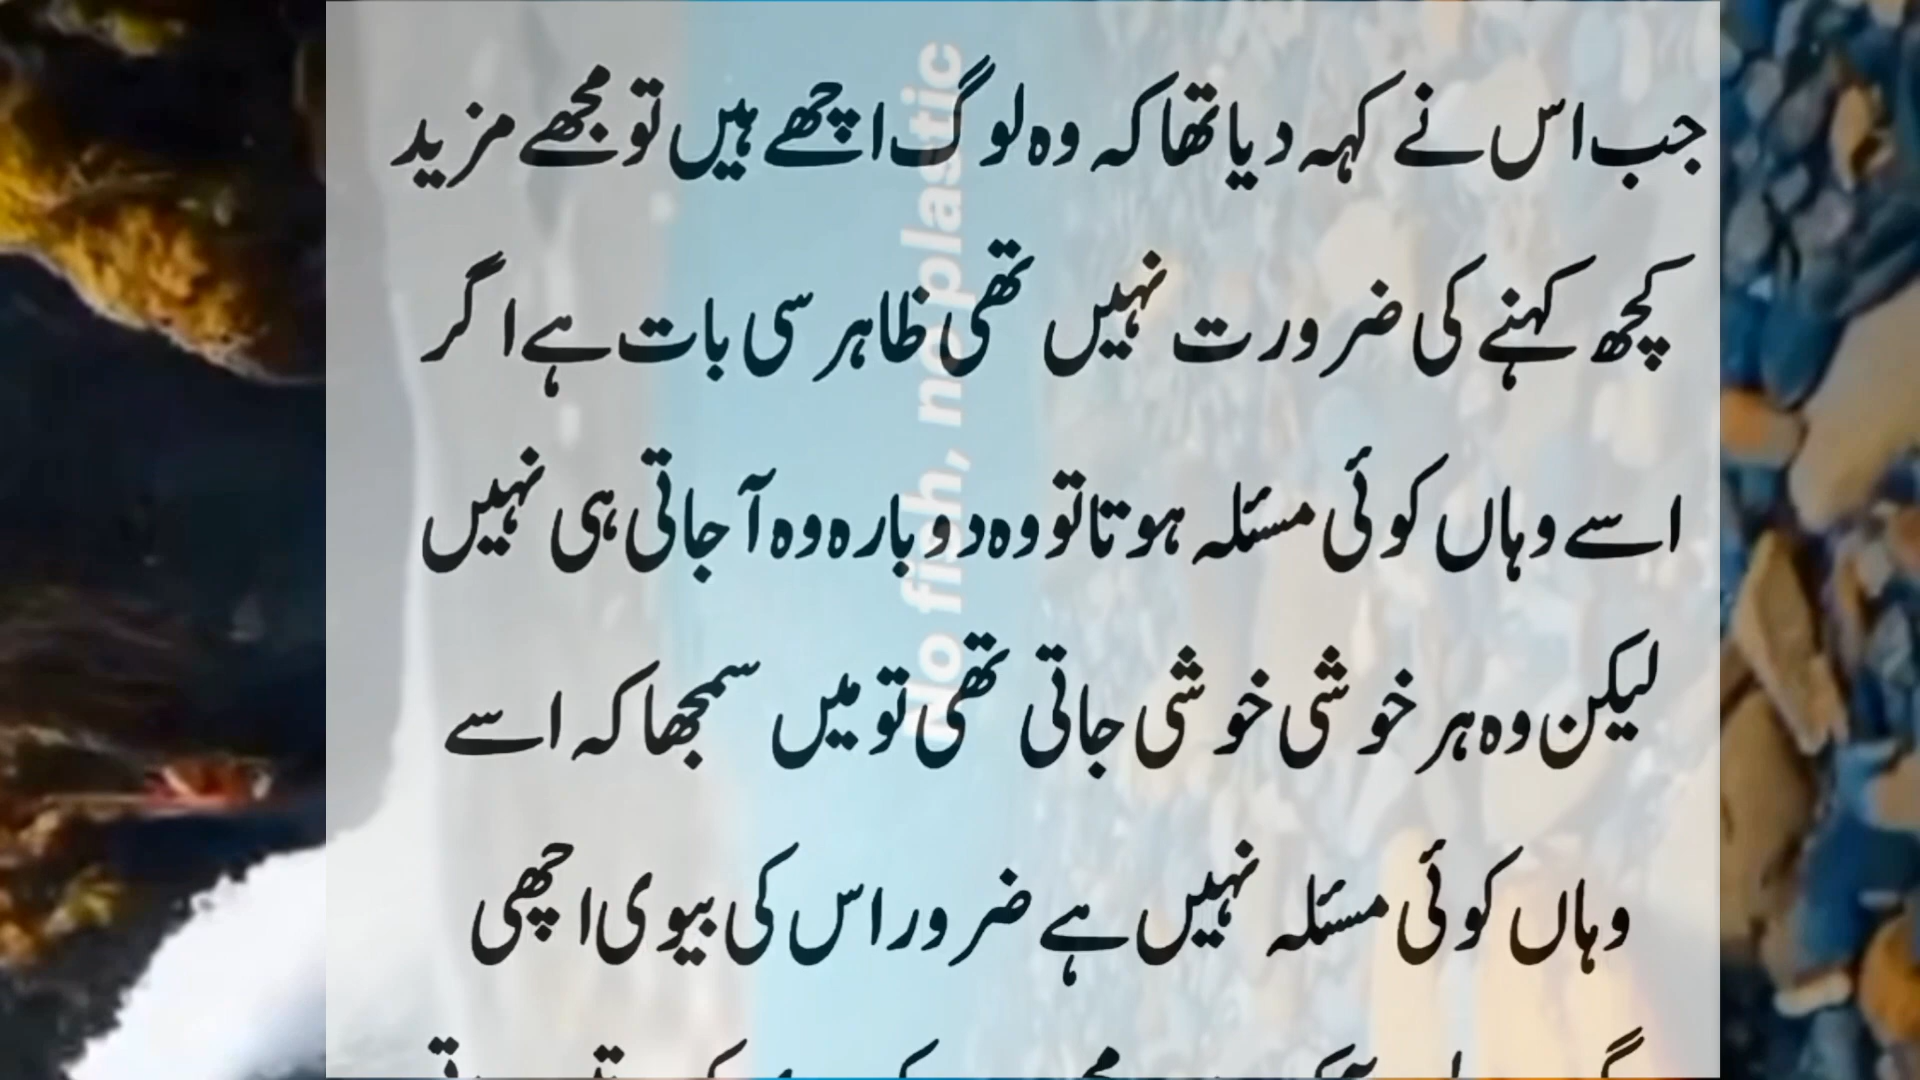 جب اس نے کہہ دیا تھا کہ وہ لوگ اچھے ہیں تو مجھے مزید
کچھ کہنے کی ضرورت نہیں تھی ظاہر سی بات ہے اگر
اسے وہاں کوئی مسئلہ ہوتا تو وہ دوبارہ وہ آ جاتی ہی نہیں
لیکن وہ ہر خوشی خوشی جاتی تھی تو میں سمجھا کہ اسے
وہاں کوئی مسئلہ نہیں ہے ضرور اس کی بیوی اچھی
No fish, no plastic